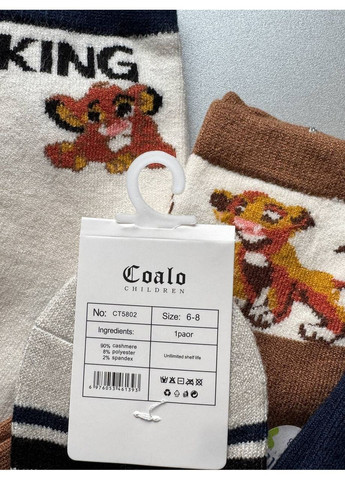 KING
Coalo
CHILDREN
No: CT5802 Size: 6-8
Ingredients: 1paor
90% cashmere
8% polyester
2% spandex
Unlimited shelf life